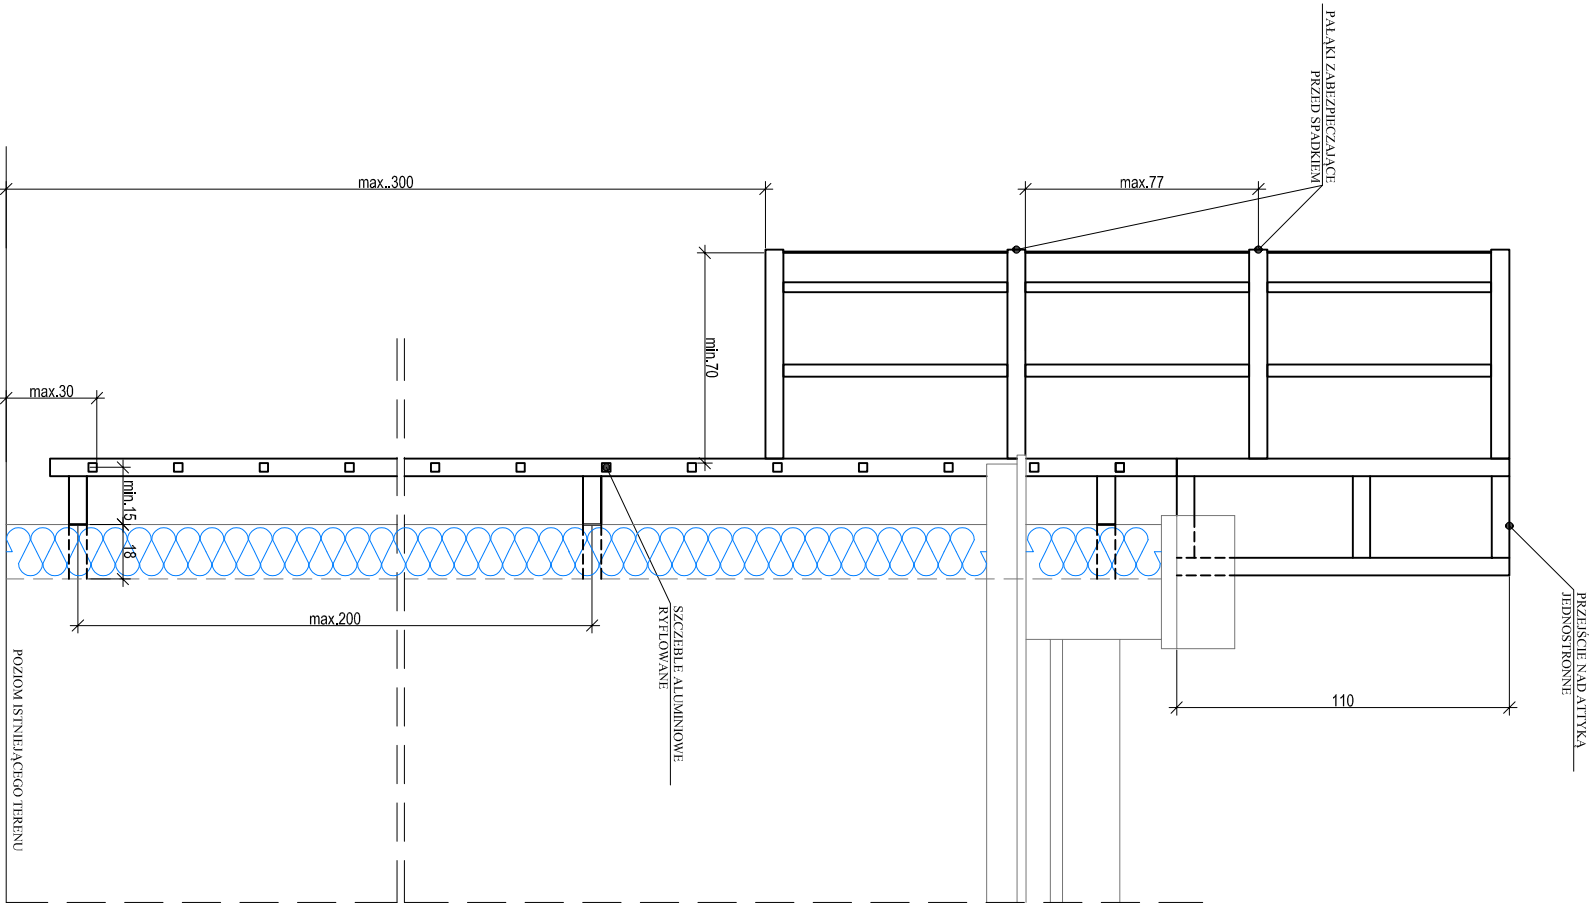 PAŁĄKI ZABEZPIECZAJĄCE
PRZED SPADKIEM
max..300
max.77
min.70
max.30
min.15
18
max.200
SZCZEBLE ALUMINIOWE
RYFLOWANE
PRZEJŚCIE NAD ATTYKĄ
JEDNOSTRONNE
110
POZIOM ISTNIEJĄCEGO TERENU